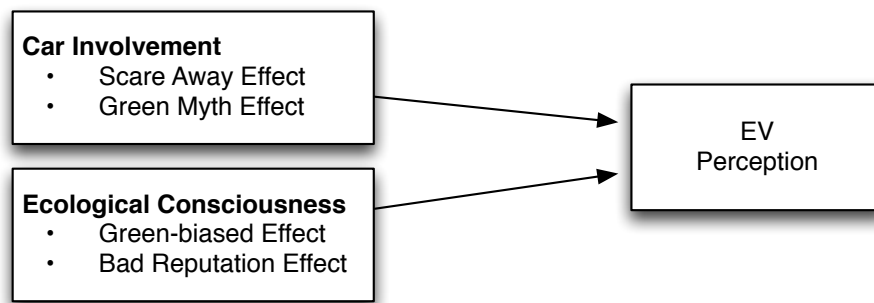 Car Involvement
• Scare Away Effect
• Green Myth Effect
EV
Perception
Ecological Consciousness
• Green-biased Effect
• Bad Reputation Effect